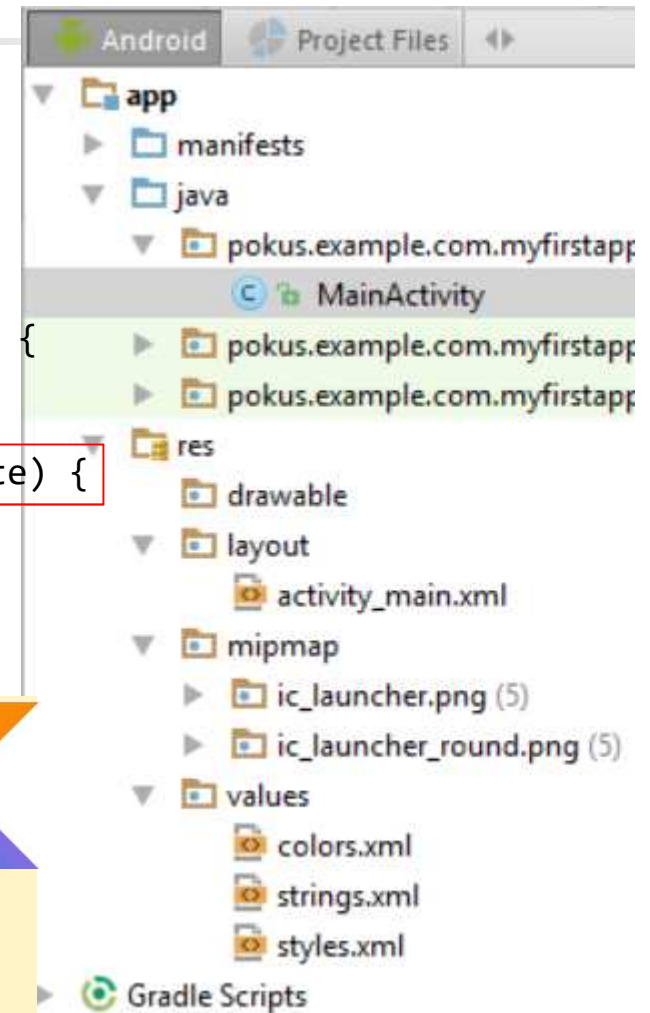 Android Project Files
app
manifests
java
pokus.example.com.myfirstapp
MainActivity
{
pokus.example.com.myfirstapp
pokus.example.com.myfirstapp
res
te) {
drawable
layout
activity_main.xml
mipmap
ic_launcher.png (5)
ic_launcher_round.png (5)
values
colors.xml
strings.xml
styles.xml
Gradle Scripts